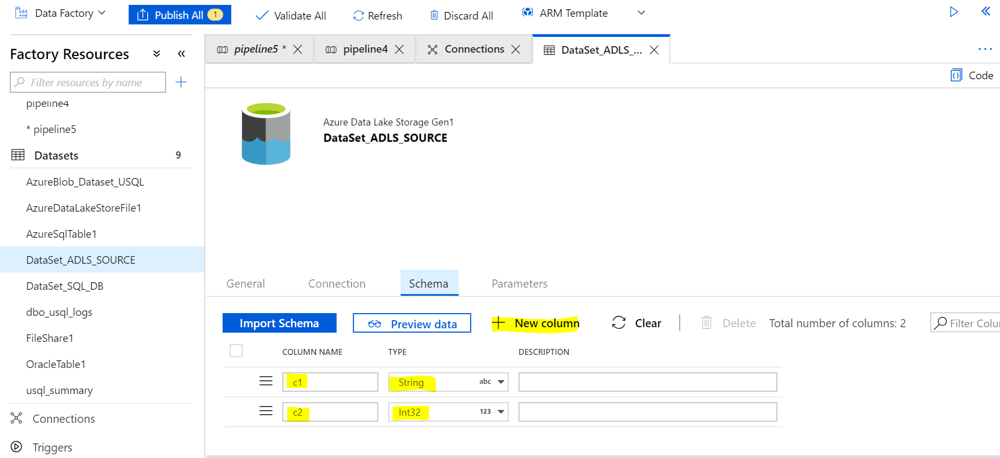 Data Factory
Publish All 1
Validate All
Refresh
Discard All
ARM Template
Factory Resources
Filter resources by name
pipeline4
* pipeline5
Datasets 9
AzureBlob_Dataset_USQL
AzureDataLakeStoreFile1
AzureSqlTable1
DataSet_ADLS_SOURCE
DataSet_SQL_DB
dbo_usql_logs
FileShare1
OracleTable1
usql_summary
Connections
Triggers
pipeline5 *
pipeline4
Connections
DataSet_ADLS_...
Code
Azure Data Lake Storage Gen1
DataSet_ADLS_SOURCE
General Connection Schema Parameters
Import Schema
Preview data
New column
Clear
Delete
Total number of columns: 2
Filter Colu
COLUMN NAME TYPE DESCRIPTION
c1 String abc
c2 Int32 123